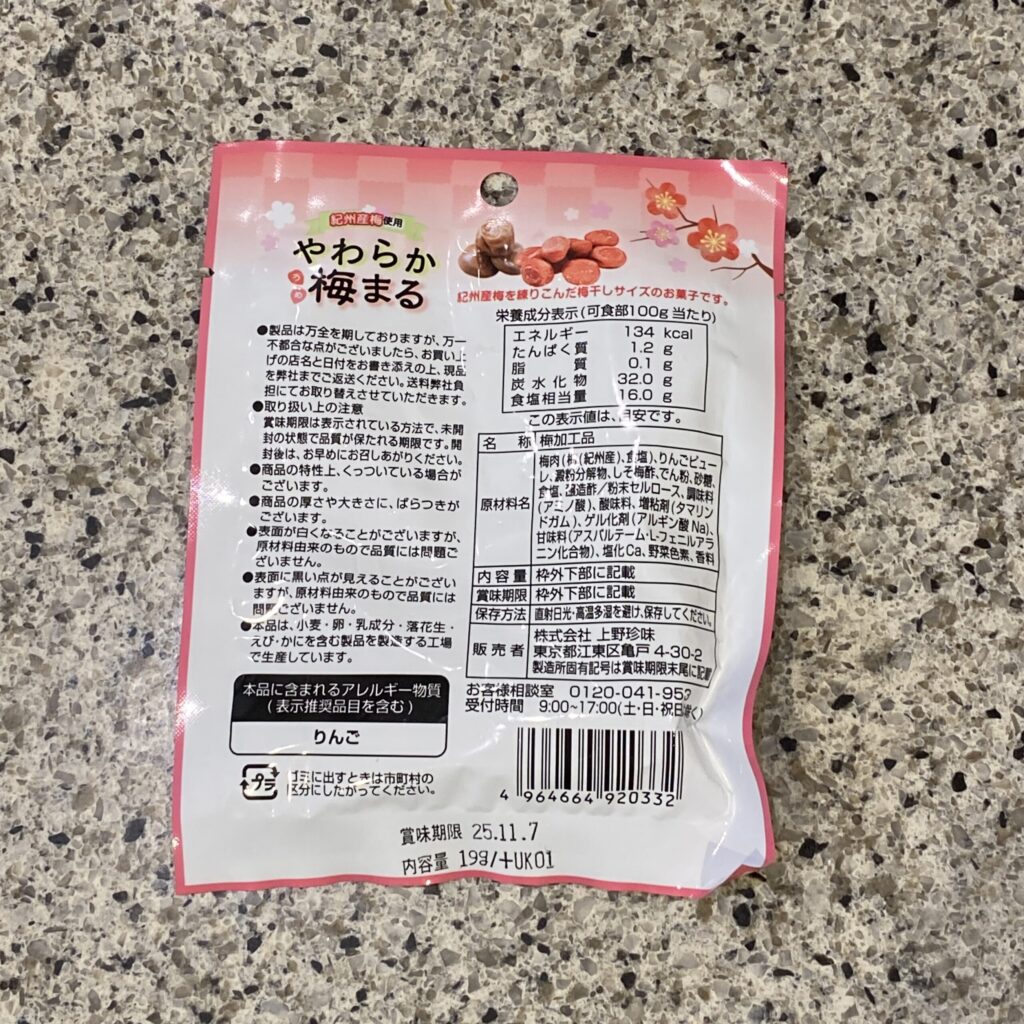 紀州産梅使用
やわらか
うめ
梅まる
紀州産梅を練りこんだ梅干しサイズのお菓子です。
●製品は万全を期しておりますが、万一
不都合な点がございましたら、お買い上
げの店名と日付をお書き添えの上、現品
を弊社までご返送ください。送料弊社負
担にてお取り替えさせていただきます。
●取り扱い上の注意
賞味期限は表示されている方法で、未開
封の状態で品質が保たれる期限です。開
封後は、お早めにお召しあがりください。
●商品の特性上、くっついている場合が
ございます。
●商品の厚さや大きさに、ばらつきが
ございます。
●表面が白くなることがございますが、
原材料由来のもので品質には問題ご
ざいません。
●表面に黒い点が見えることがござい
ますが、原材料由来のもので品質には
問題ございません。
●本品は、小麦・卵・乳成分・落花生・
えび・かにを含む製品を製造する工場
で生産しています。
本品に含まれるアレルギー物質
(表示推奨品目を含む)
りんご
プラ
ゴミに出すときは市町村の
区分にしたがってください。
栄養成分表示(可食部100g当たり)
エネルギー 134 kcal
たんぱく質 1.2 g
脂質 0.1 g
炭水化物 32.0 g
食塩相当量 16.0 g
この表示値は、目安です。
名称 梅加工品
原材料名 梅肉(梅(紀州産)、食塩)、りんごピュー
レ、澱粉分解物、しそ梅酢、でん粉、砂糖、
食塩、醸造酢／粉末セルロース、調味料
(アミノ酸)、酸味料、増粘剤(タマリン
ドガム)、ゲル化剤(アルギン酸Na)、
甘味料(アスパルテーム・L-フェニルアラ
ニン化合物)、塩化Ca、野菜色素、香料
内容量 枠外下部に記載
賞味期限 枠外下部に記載
保存方法 直射日光・高温多湿を避け、保存してください。
販売者 株式会社 上野珍味
東京都江東区亀戸4-30-2
製造所固有記号は賞味期限末尾に記載
お客様相談室 0120-041-953
受付時間 9:00~17:00(土・日・祝日除く)
4 964664 920332
賞味期限 25.11.7
内容量 19g/+UK01